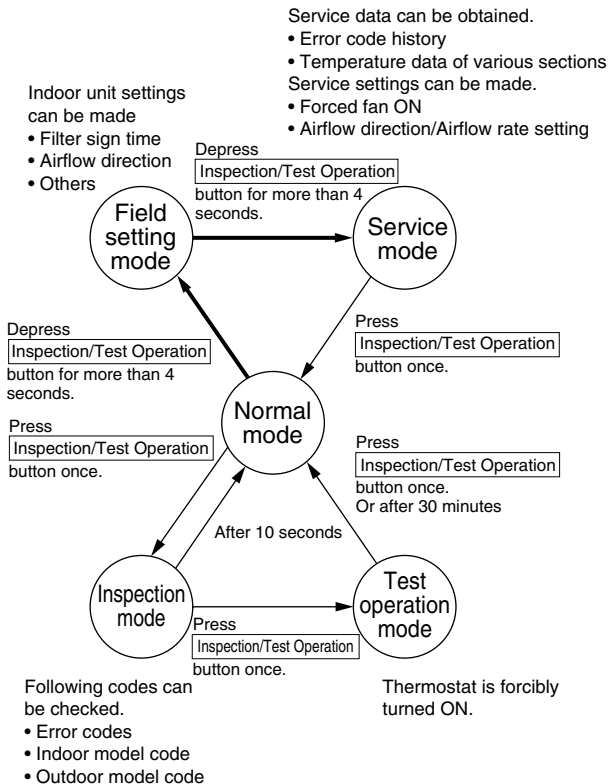 Service data can be obtained.
• Error code history
• Temperature data of various sections
Service settings can be made.
• Forced fan ON
• Airflow direction/Airflow rate setting
Indoor unit settings
can be made
• Filter sign time
• Airflow direction
• Others
Depress
Inspection/Test Operation
button for more than 4
seconds.
Field
setting
mode
Service
mode
Depress
Inspection/Test Operation
button for more than 4
seconds.
Press
Inspection/Test Operation
button once.
Normal
mode
Press
Inspection/Test Operation
button once.
Press
Inspection/Test Operation
button once.
Or after 30 minutes
After 10 seconds
Inspection
mode
Test
operation
mode
Press
Inspection/Test Operation
button once.
Following codes can
be checked.
• Error codes
• Indoor model code
• Outdoor model code
Thermostat is forcibly
turned ON.